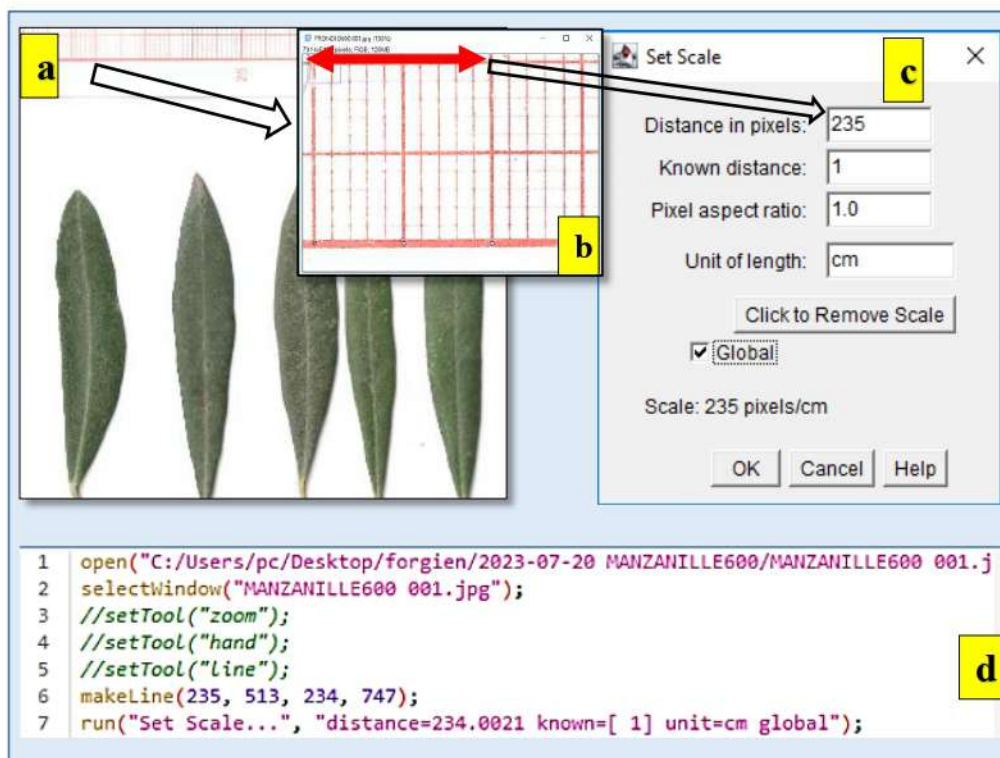 a
25
b
Set Scale
c
Distance in pixels: 235
Known distance: 1
Pixel aspect ratio: 1.0
Unit of length: cm
Click to Remove Scale
Global
Scale: 235 pixels/cm
OK Cancel Help
1 open("C:/Users/pc/Desktop/forgien/2023-07-20 MANZANILLE600/MANZANILLE600 001.j
2 selectWindow("MANZANILLE600 001.jpg");
3 //setTool("zoom");
4 //setTool("hand");
5 //setTool("line");
6 makeLine(235, 513, 234, 747);
7 run("Set Scale...", "distance=234.0021 known=[ 1] unit=cm global");
d